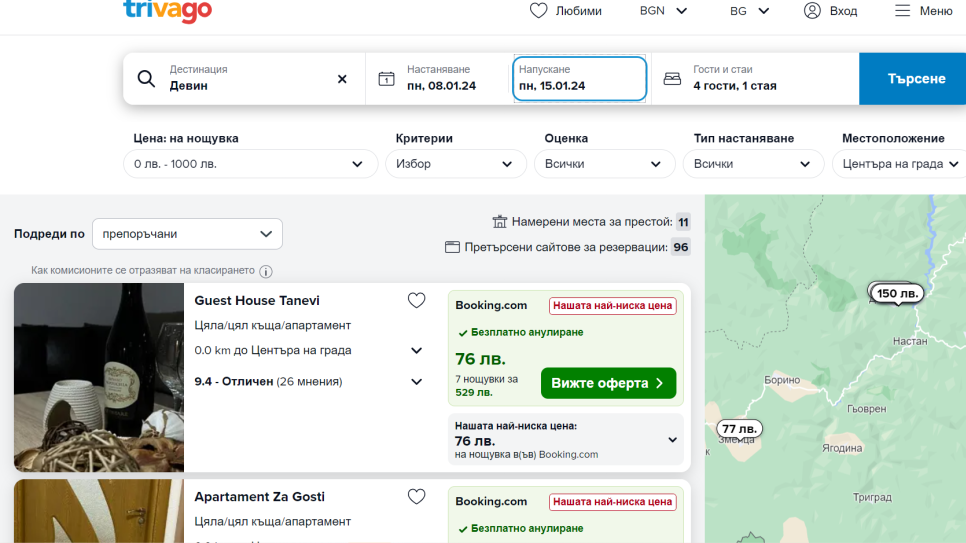 trivago
Любими
BGN
BG
Вход
Меню
Дестинация
Девин
Настаняване
пн, 08.01.24
Напускане
пн, 15.01.24
Гости и стаи
4 гости, 1 стая
Търсене
Цена: на нощувка
Критерии
Оценка
Тип настаняване
Местоположение
0 лв. - 1000 лв.
Избор
Всички
Всички
Центъра на града
Подреди по
препоръчани
Намерени места за престой: 11
Претърсени сайтове за резервации: 96
Как комисионите се отразяват на класирането
Guest House Tanevi
Цяла/цял къща/апартамент
0.0 km до Центъра на града
9.4 - Отличен (26 мнения)
Booking.com
Нашата най-ниска цена
Безплатно анулиране
76 лв.
7 нощувки за
529 лв.
Вижте оферта
Нашата най-ниска цена:
76 лв.
на нощувка в(ъв) Booking.com
Apartament Za Gosti
Цяла/цял къща/апартамент
Booking.com
Нашата най-ниска цена
Безплатно анулиране
150 лв.
Настан
Борино
Гьоврен
77 лв.
Змейца
Ягодина
Триград